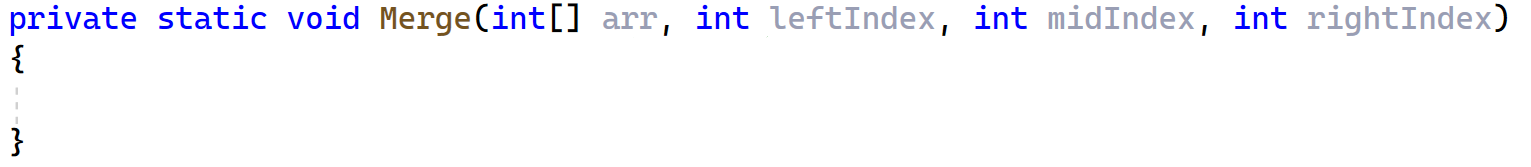 private static void Merge(int[] arr, int leftIndex, int midIndex, int rightIndex)
{
}